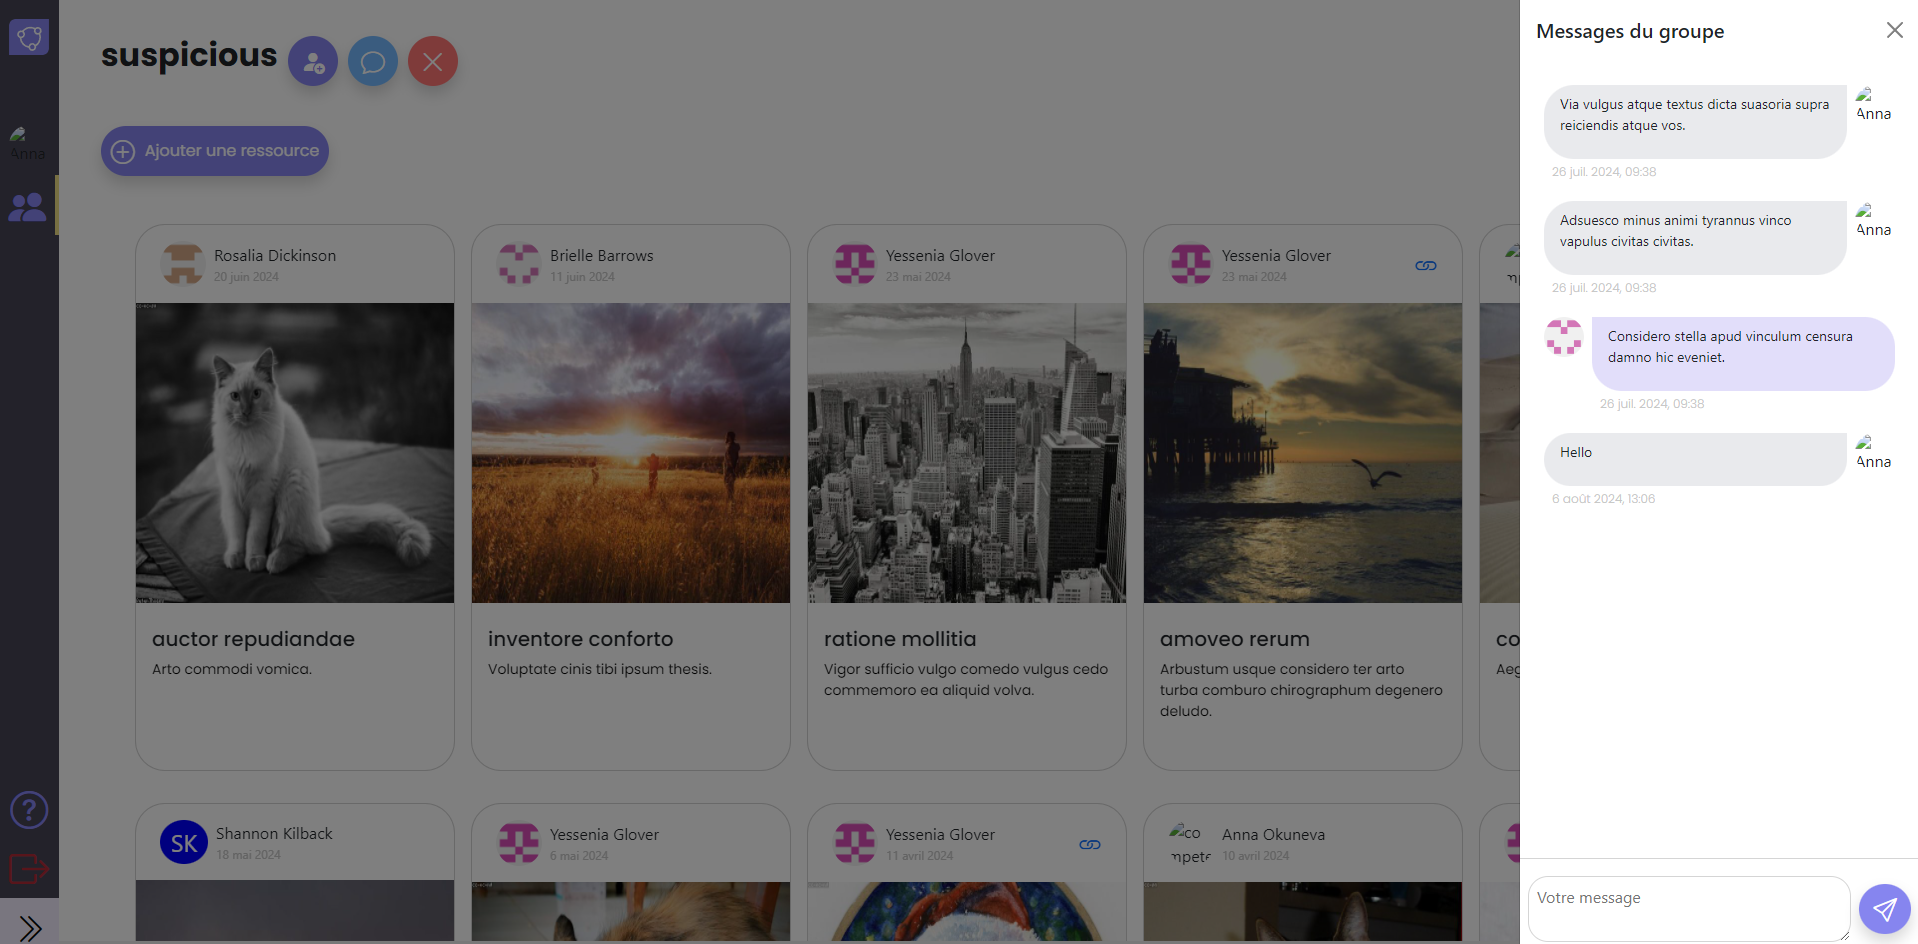 suspicious
Anna
Ajouter une ressource
Rosalia Dickinson
20 juin 2024
auctor repudiandae
Arto commodi vomica.
Brielle Barrows
11 juin 2024
inventore conforto
Voluptate cinis tibi ipsum thesis.
Yessenia Glover
23 mai 2024
ratione mollitia
Vigor sufficio vulgo comedo vulgus cedo
commemoro ea aliquid volva.
Yessenia Glover
23 mai 2024
amoveo rerum
Arbustum usque considero ter arto
turba comburo chirographum degenero
deludo.
co
mpe
co
Aeg
SK
Shannon Kilback
18 mai 2024
Yessenia Glover
6 mai 2024
Yessenia Glover
11 avril 2024
co
mpete
Anna Okuneva
10 avril 2024
?
Messages du groupe
Via vulgus atque textus dicta suasoria supra
reiciendis atque vos.
Anna
26 juil. 2024, 09:38
Adsuesco minus animi tyrannus vinco
vapulus civitas civitas.
Anna
26 juil. 2024, 09:38
Considero stella apud vinculum censura
damno hic eveniet.
26 juil. 2024, 09:38
Hello
Anna
6 août 2024, 13:06
Votre message